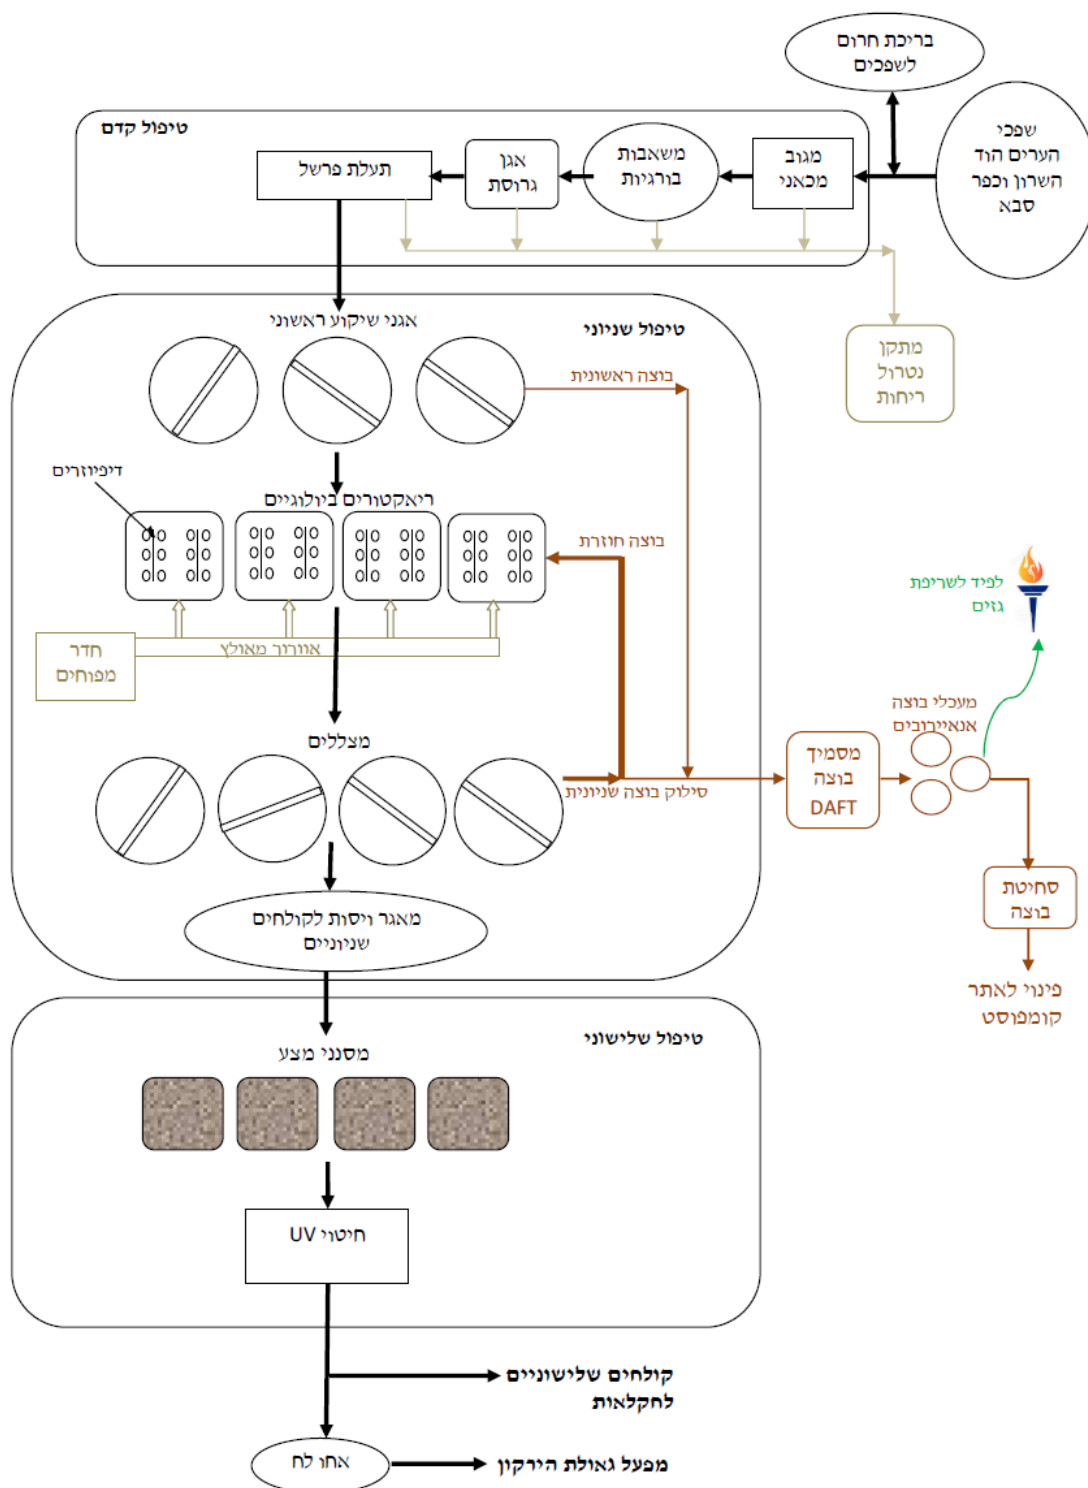 בריכת חרום
לשפכים
שפכי
הערים הוד
השרון וכפר
סבא
טיפול קדם
מגוב
מכאני
משאבות
בורגיות
אגן
גרוסת
תעלת פרשל
מתקן
נטרול
ריחות
טיפול שניוני
אגני שיקוע ראשוני
בוצה ראשונית
דיפיוזרים
ריאקטורים ביולוגיים
בוצה חוזרת
חדר
מפוחים
אוורור מאולץ
לפיד לשריפת
גזים
מצללים
סילוק בוצה שניונית
מסמיך
בוצה
DAFT
מעכלי בוצה
אנאיירובים
סחיטת
בוצה
פינוי לאתר
קומפוסט
מאגר ויסות לקולחים
שניוניים
טיפול שלישוני
מסנני מצע
חיטוי UV
קולחים שלישוניים
לחקלאות
אחו לח
מפעל גאולת הירקון